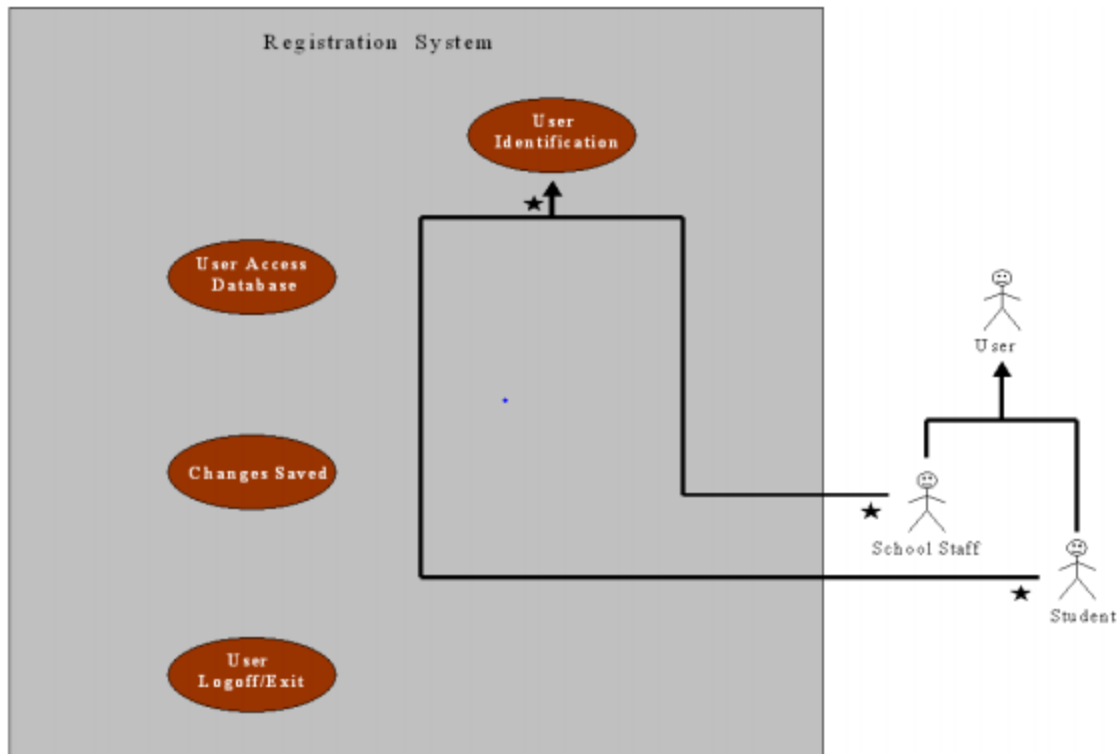 Registration System
User
Identification
User Access
Database
User
Changes Saved
School Staff
Student
User
Logoff/Exit